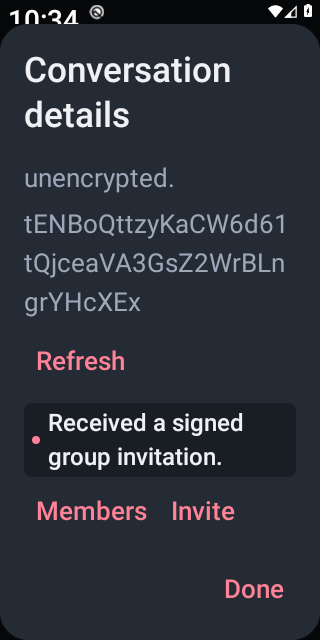 10:34
Conversation
details
unencrypted.
tENBoQttzyKaCW6d61
tQjceaVA3GsZ2WrBLn
grYHcXEx
Refresh
Received a signed
group invitation.
Members Invite
Done